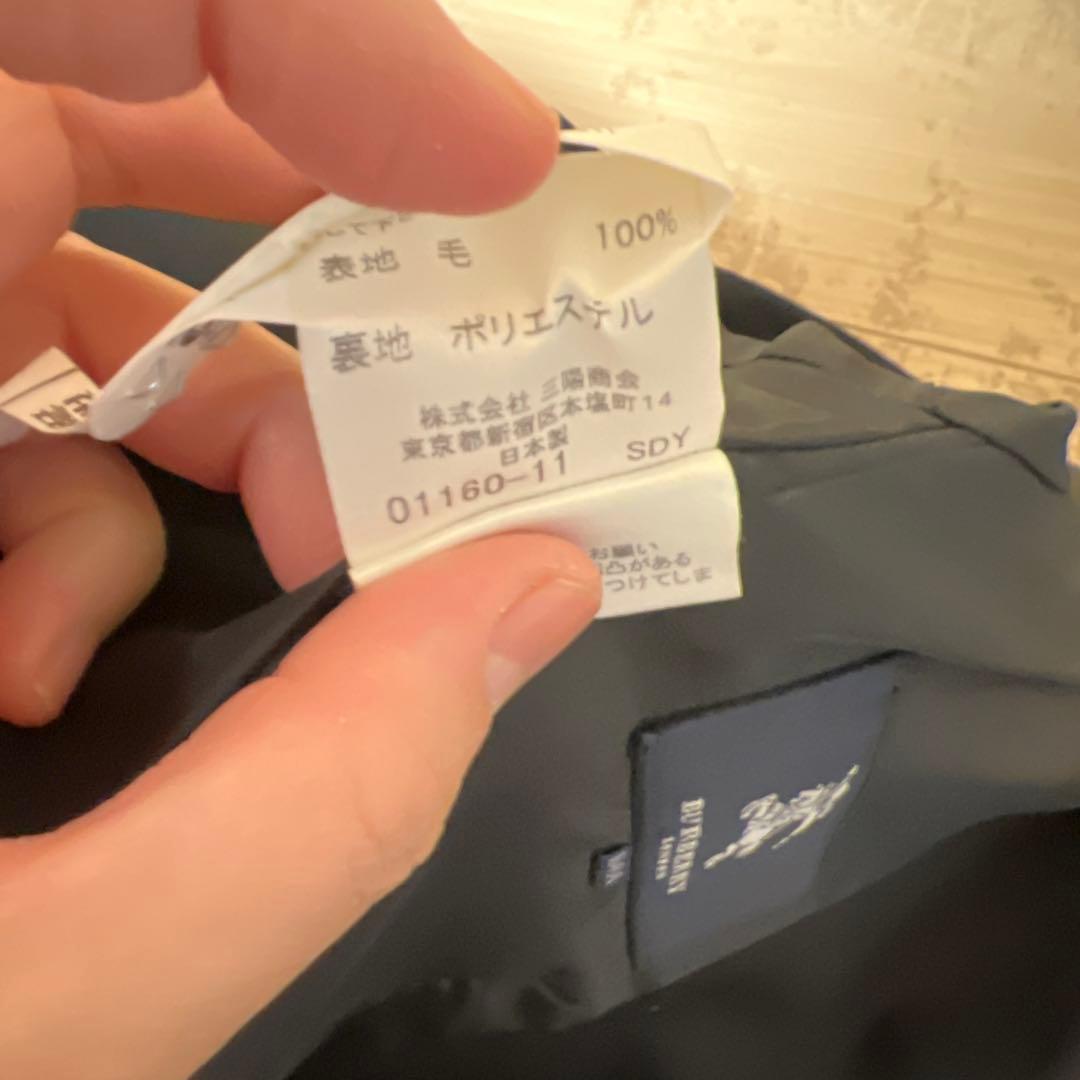 表地 毛 100%
裏地 ポリエステル
株式会社 三陽商会
東京都新宿区本塩町14
日本製
01160-11 SDY
お願い
凸がある
つけてしま
BURBERRY
LONDON